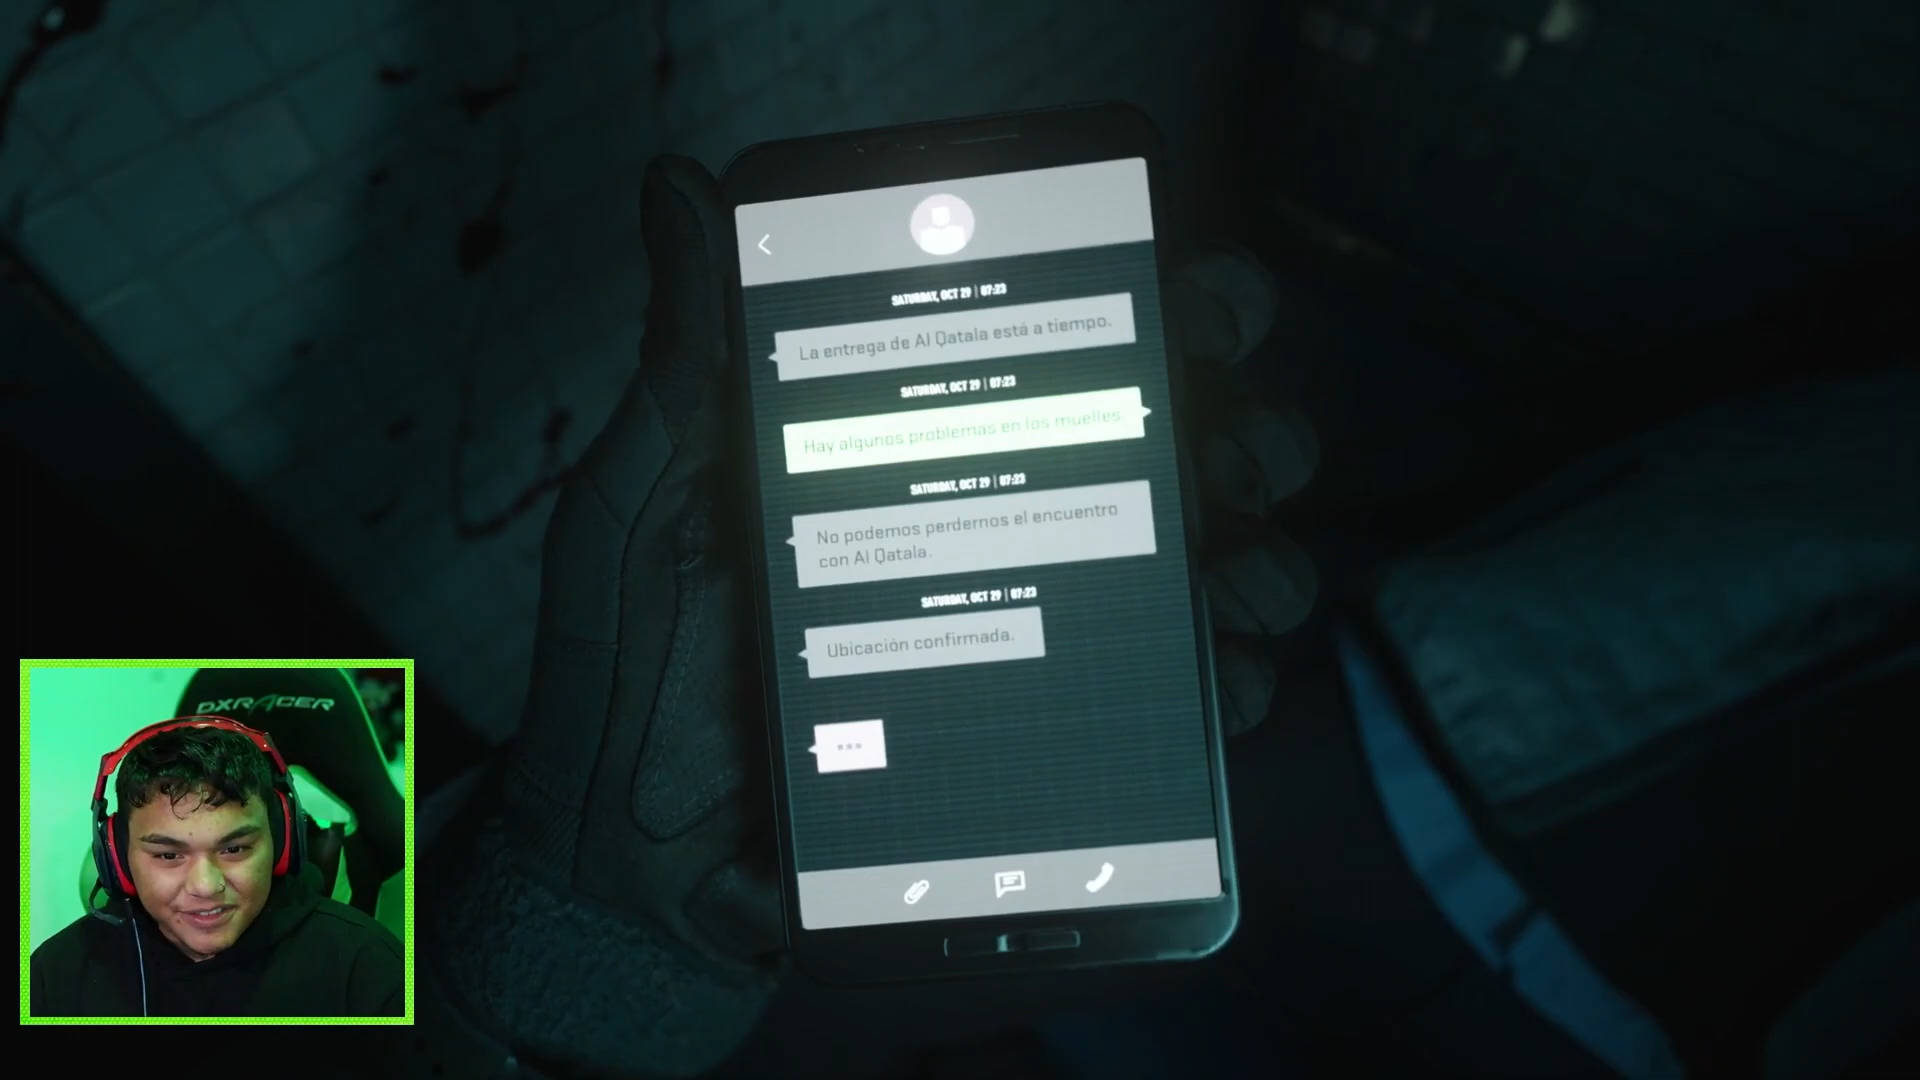 SATURDAY, OCT 29 | 07:23
La entrega de Al Qatala está a tiempo.
SATURDAY, OCT 29 | 07:23
Hay algunos problemas en los muelles.
SATURDAY, OCT 29 | 07:23
No podemos perdernos el encuentro
con Al Qatala.
SATURDAY, OCT 29 | 07:23
Ubicación confirmada.
DXRACER